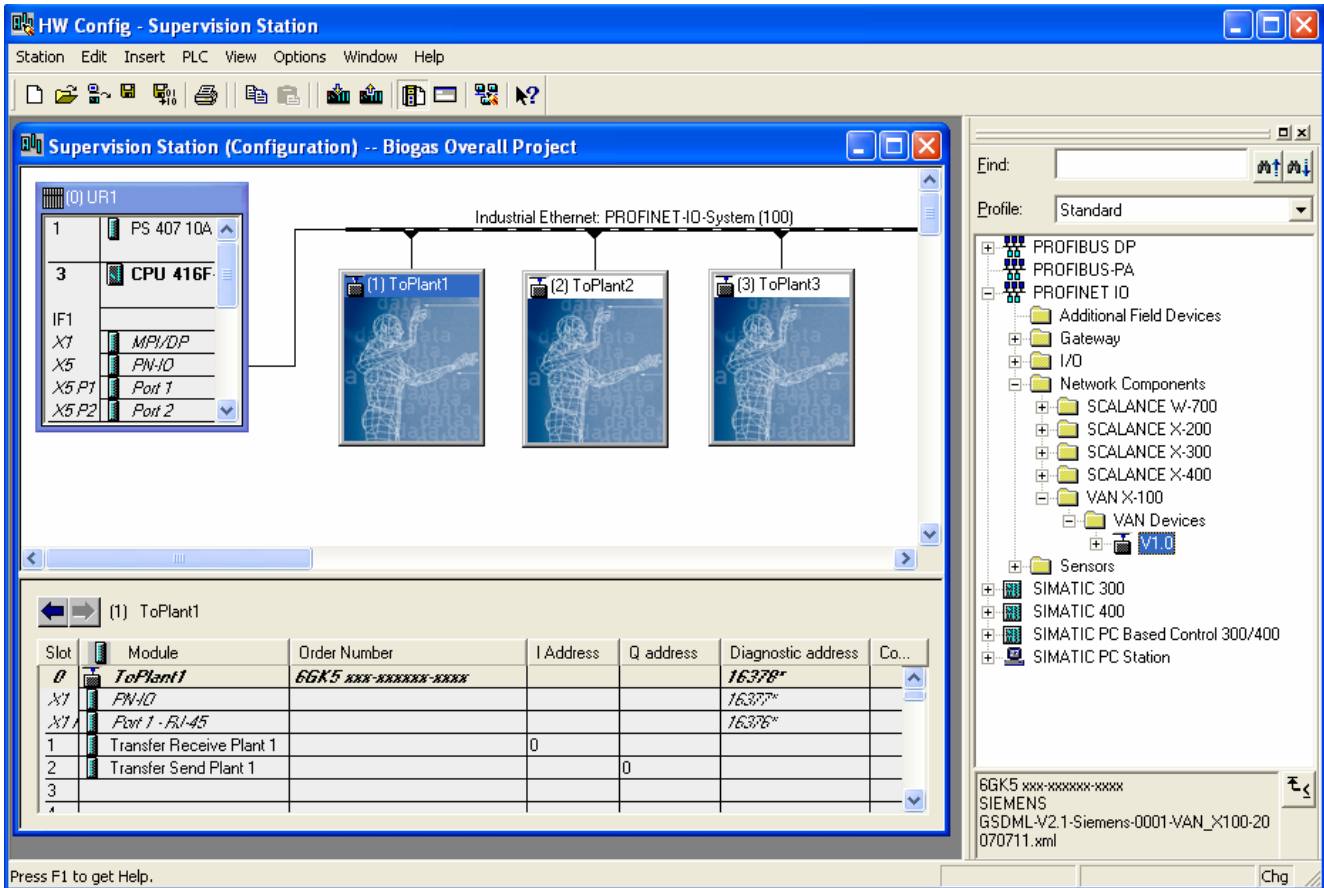 HW Config - Supervision Station
Station Edit Insert PLC View Options Window Help
Supervision Station (Configuration) -- Biogas Overall Project
(0) UR1
1 PS 407 10A
3 CPU 416F-
IF1
X1 MPI/DP
X5 PN-IO
X5 P1 Port 1
X5 P2 Port 2
Industrial Ethernet: PROFINET-IO-System (100)
(1) ToPlant1
(2) ToPlant2
(3) ToPlant3
(1) ToPlant1
Slot Module Order Number I Address Q address Diagnostic address Co...
0 ToPlant1 6GK5 xxx-xxxxxx-xxxx 16378*
X1 PN-IO 16377*
X1 Port 1 - RJ-45 16376*
1 Transfer Receive Plant 1 0
2 Transfer Send Plant 1 0
3
4
Find:
Profile: Standard
PROFIBUS DP
PROFIBUS-PA
PROFINET IO
Additional Field Devices
Gateway
I/O
Network Components
SCALANCE W-700
SCALANCE X-200
SCALANCE X-300
SCALANCE X-400
VAN X-100
VAN Devices
V1.0
Sensors
SIMATIC 300
SIMATIC 400
SIMATIC PC Based Control 300/400
SIMATIC PC Station
6GK5 xxx-xxxxxx-xxxx
SIEMENS
GSDML-V2.1-Siemens-0001-VAN_X100-20
070711.xml
Press F1 to get Help.
Chg